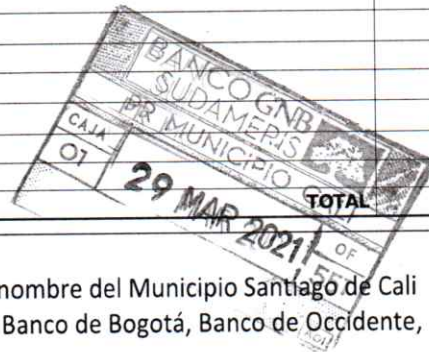 BANCO GNB
SUDAMERIS
MUNICIPIO
CAJA
01
29 MAR 2021
OF
TOTAL
nombre del Municipio Santiago de Cali
Banco de Bogotá, Banco de Occidente,